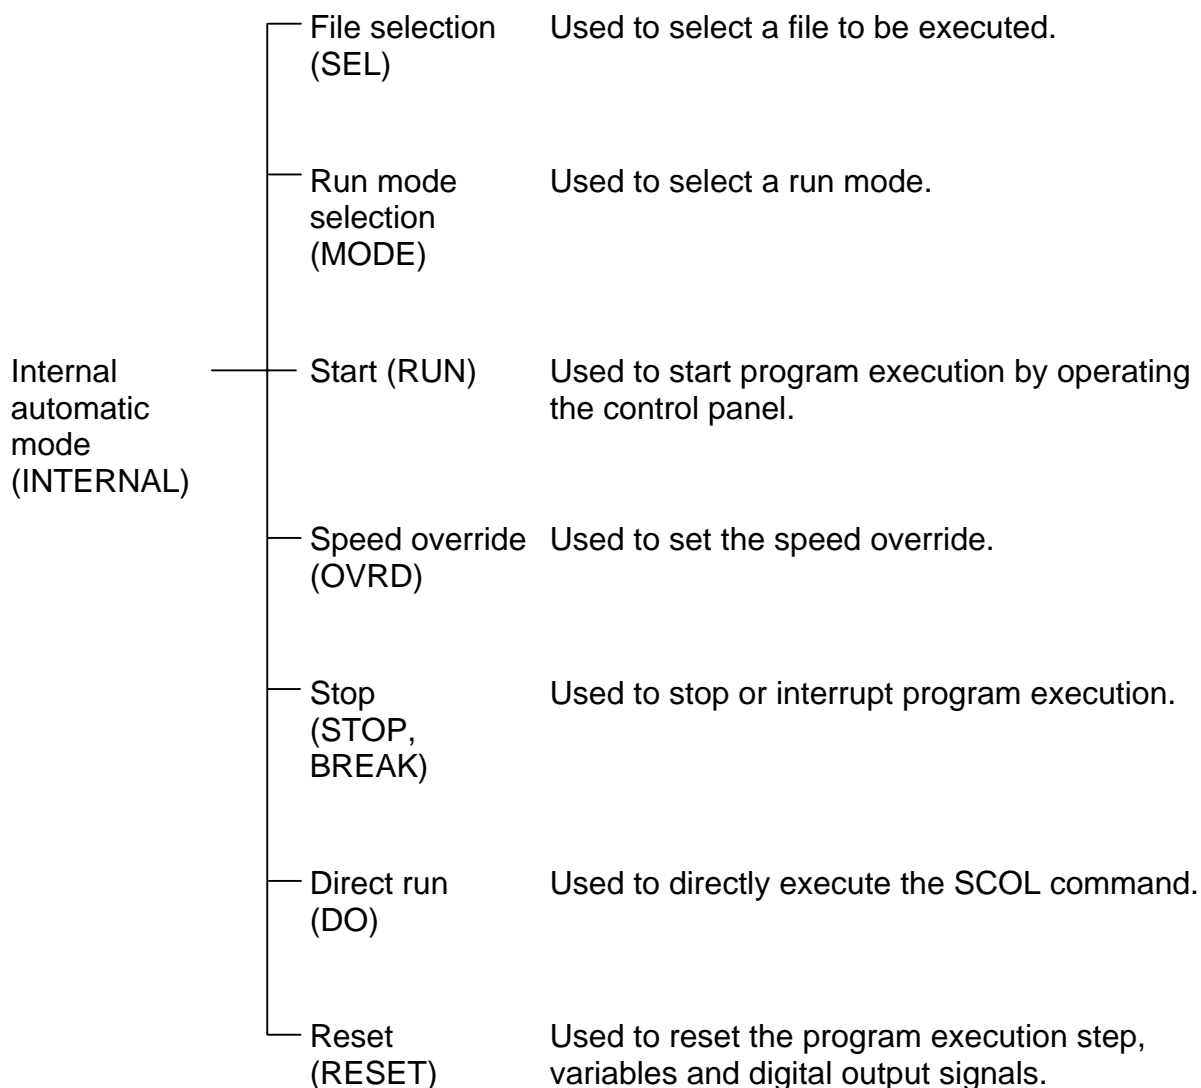 File selection Used to select a file to be executed.
(SEL)
Run mode Used to select a run mode.
selection
(MODE)
Internal
automatic
mode
(INTERNAL)
Start (RUN) Used to start program execution by operating
the control panel.
Speed override Used to set the speed override.
(OVRD)
Stop Used to stop or interrupt program execution.
(STOP,
BREAK)
Direct run Used to directly execute the SCOL command.
(DO)
Reset Used to reset the program execution step,
(RESET) variables and digital output signals.